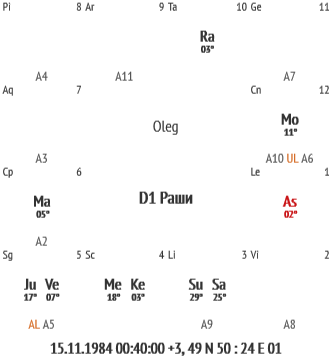 Pi 8 Ar 9 Ta 10 Ge 11
Ra
03°
A4 A11 A7
Aq 7 Cn 12
Oleg
Mo
11°
A3 A10 UL A6
Cp 6 Le 1
Ma D1 Раши As
05° 02°
A2
Sg 5 Sc 4 Li 3 Vi 2
Ju Ve Me Ke Su Sa
17° 07° 18° 03° 29° 25°
AL A5 A9 A8
15.11.1984 00:40:00 +3, 49 N 50 : 24 E 01